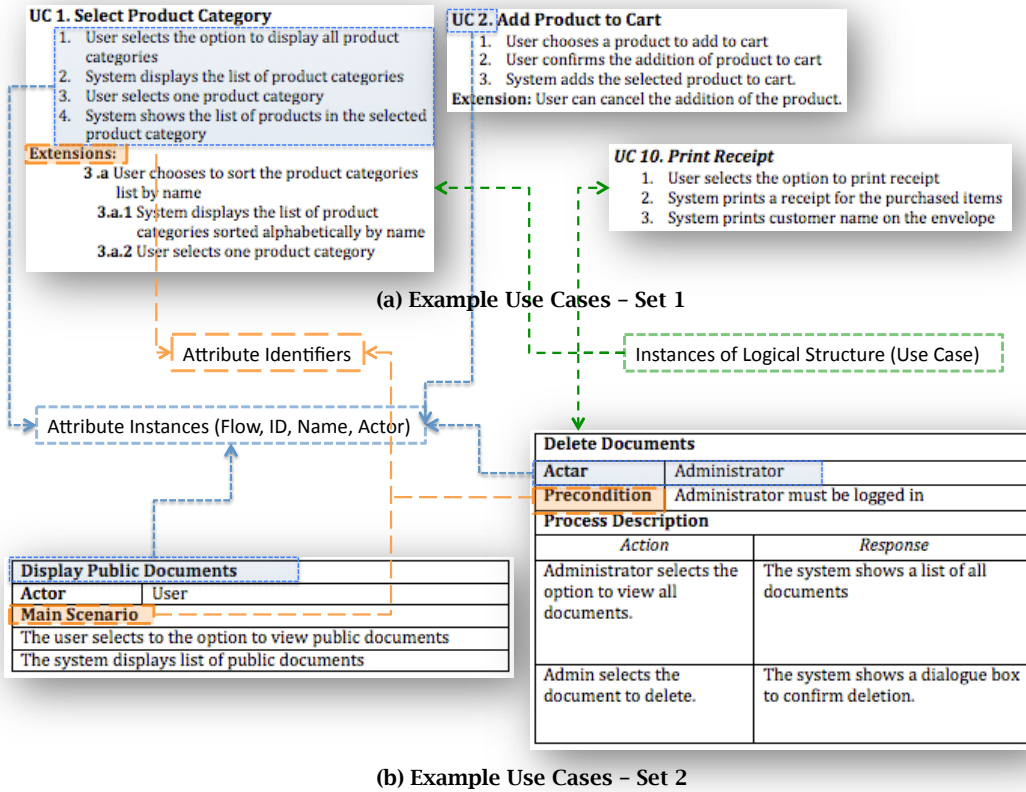 UC 1. Select Product Category
1. User selects the option to display all product
categories
2. System displays the list of product categories
3. User selects one product category
4. System shows the list of products in the selected
product category
Extensions:
3 .a User chooses to sort the product categories
list by name
3.a.1 System displays the list of product
categories sorted alphabetically by name
3.a.2 User selects one product category
UC 2. Add Product to Cart
1. User chooses a product to add to cart
2. User confirms the addition of product to cart
3. System adds the selected product to cart.
Extension: User can cancel the addition of the product.
UC 10. Print Receipt
1. User selects the option to print receipt
2. System prints a receipt for the purchased items
3. System prints customer name on the envelope
(a) Example Use Cases – Set 1
Attribute Identifiers
Instances of Logical Structure (Use Case)
Attribute Instances (Flow, ID, Name, Actor)
Display Public Documents
Actor User
Main Scenario
The user selects to the option to view public documents
The system displays list of public documents
Delete Documents
Actar Administrator
Precondition Administrator must be logged in
Process Description
Action Response
Administrator selects the
option to view all
documents.
The system shows a list of all
documents
Admin selects the
document to delete.
The system shows a dialogue box
to confirm deletion.
(b) Example Use Cases – Set 2